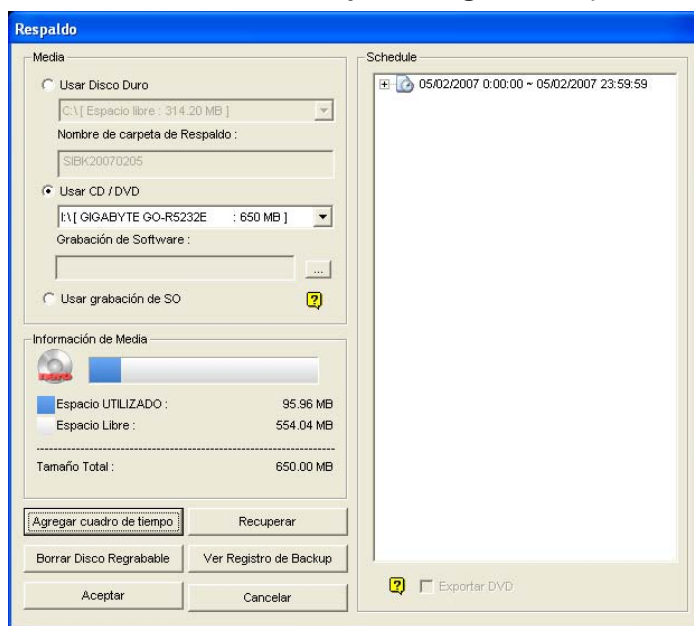 Respaldo
Media
Usar Disco Duro
C:\ [ Espacio libre : 314.20 MB ]
Nombre de carpeta de Respaldo :
SIBK20070205
Usar CD / DVD
I:\ [ GIGABYTE GO-R5232E : 650 MB ]
Grabación de Software :
...
Usar grabación de SO
?
Información de Media
Espacio UTILIZADO : 95.96 MB
Espacio Libre : 554.04 MB
Tamaño Total : 650.00 MB
Agregar cuadro de tiempo
Recuperar
Borrar Disco Regrabable
Ver Registro de Backup
Aceptar
Cancelar
Schedule
05/02/2007 0:00:00 ~ 05/02/2007 23:59:59
?
Exportar DVD